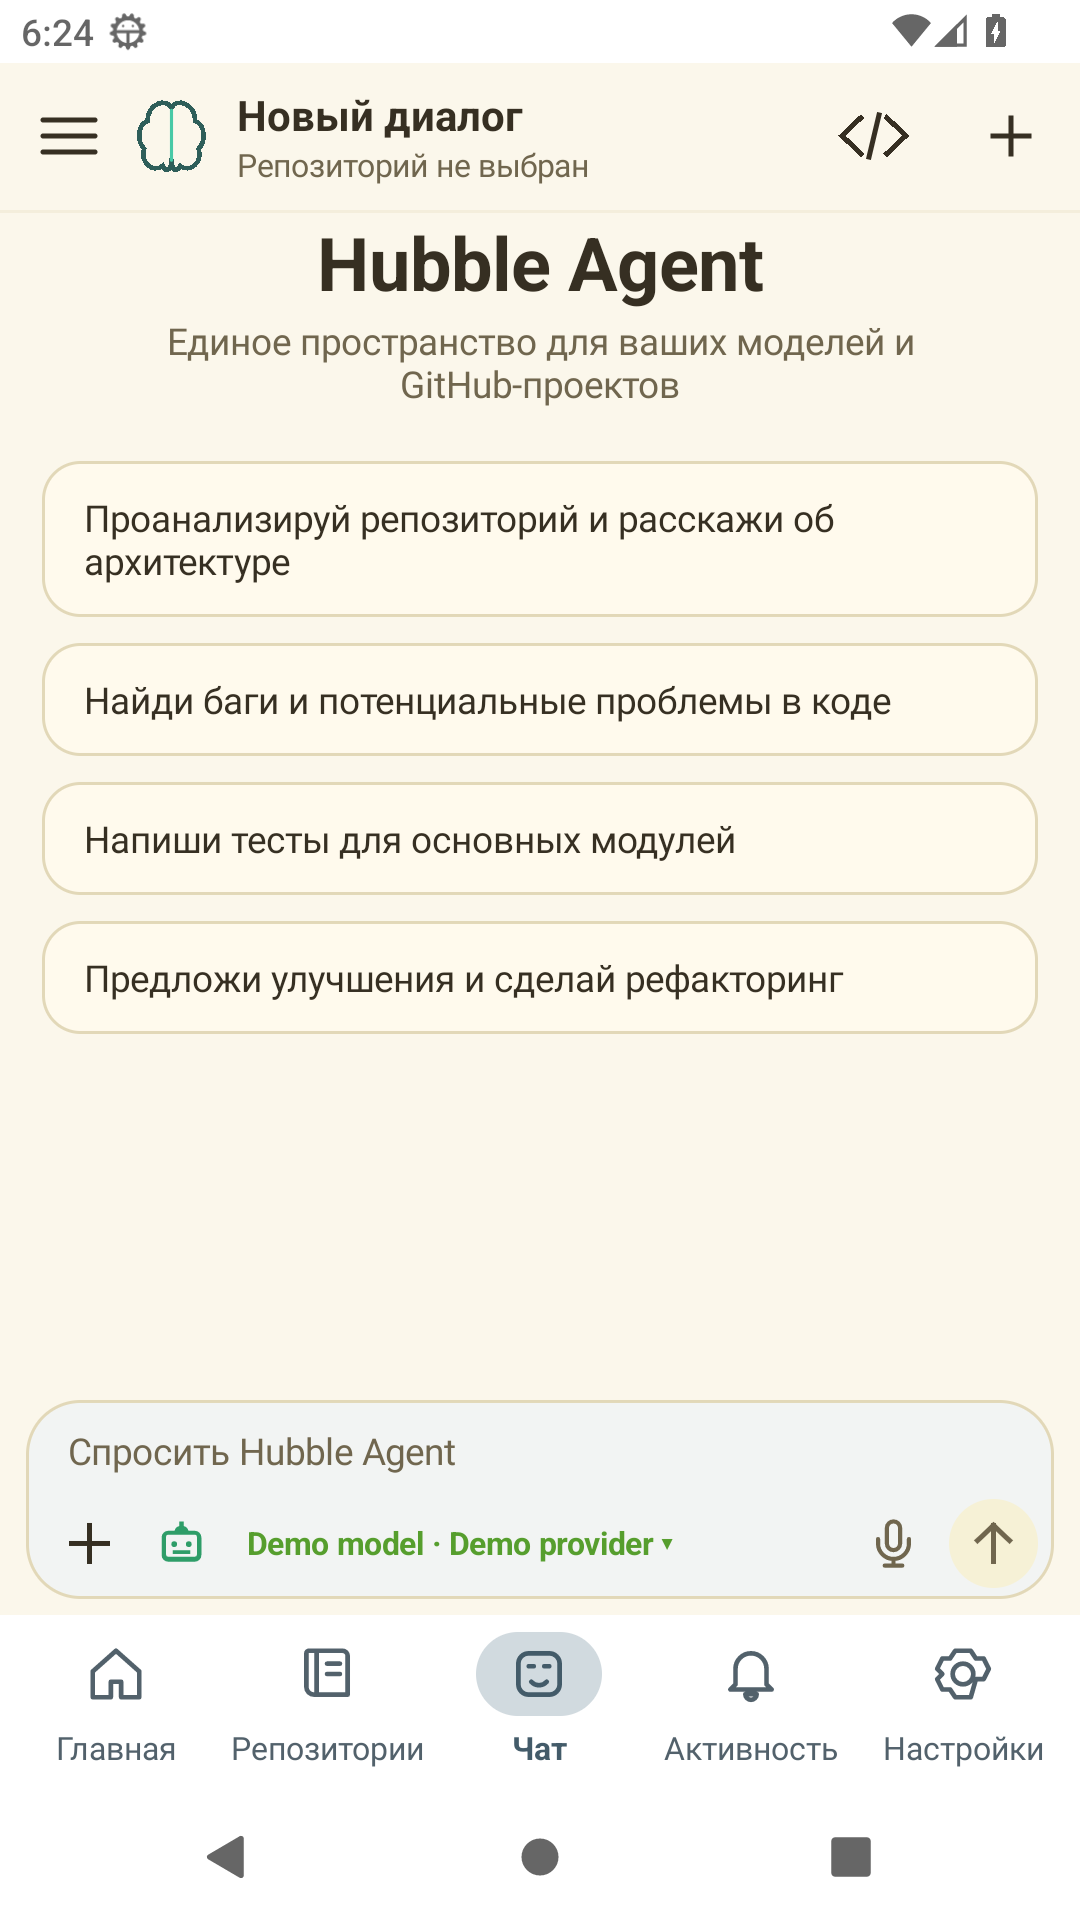 6:24
Новый диалог
Репозиторий не выбран
Hubble Agent
Единое пространство для ваших моделей и
GitHub-проектов
Проанализируй репозиторий и расскажи об
архитектуре
Найди баги и потенциальные проблемы в коде
Напиши тесты для основных модулей
Предложи улучшения и сделай рефакторинг
Спросить Hubble Agent
Demo model · Demo provider ▾
Главная
Репозитории
Чат
Активность
Настройки